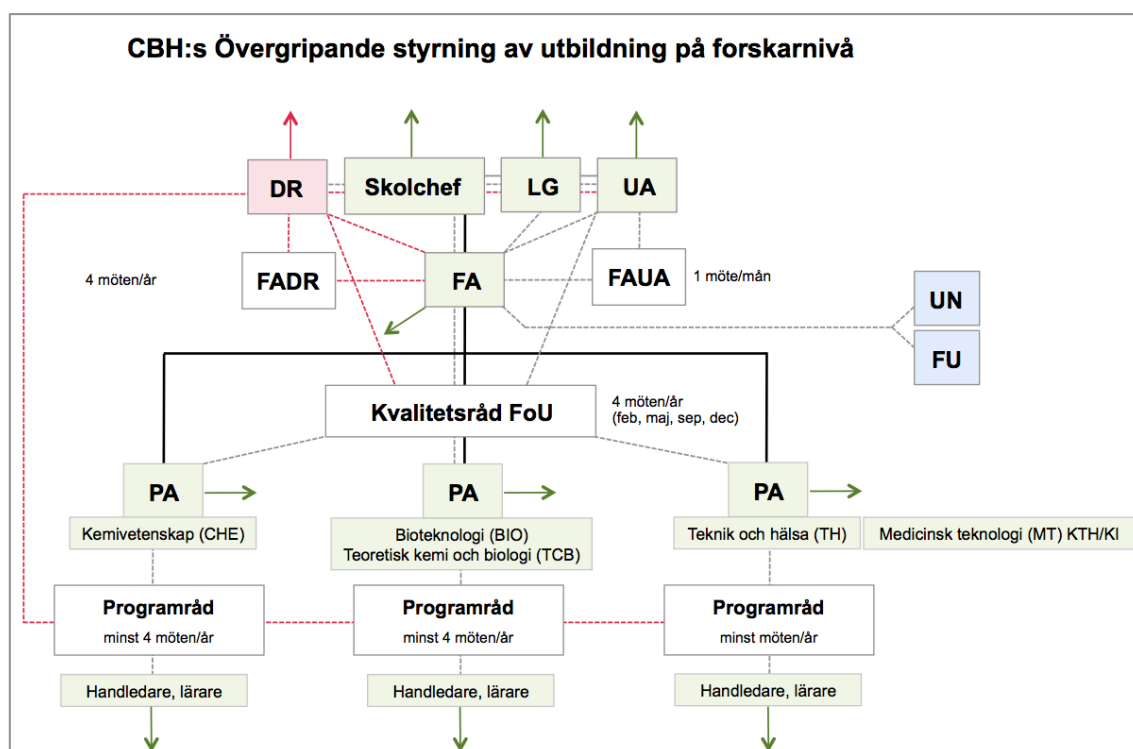 CBH:s Övergripande styrning av utbildning på forskarnivå
DR
Skolchef
LG
UA
4 möten/år
FADR
FA
FAUA
1 möte/mån
UN
FU
Kvalitetsråd FoU
4 möten/år
(feb, maj, sep, dec)
PA
PA
PA
Kemivetenskap (CHE)
Bioteknologi (BIO)
Teoretisk kemi och biologi (TCB)
Teknik och hälsa (TH)
Medicinsk teknologi (MT) KTH/KI
Programråd
minst 4 möten/år
Programråd
minst 4 möten/år
Programråd
minst möten/år
Handledare, lärare
Handledare, lärare
Handledare, lärare